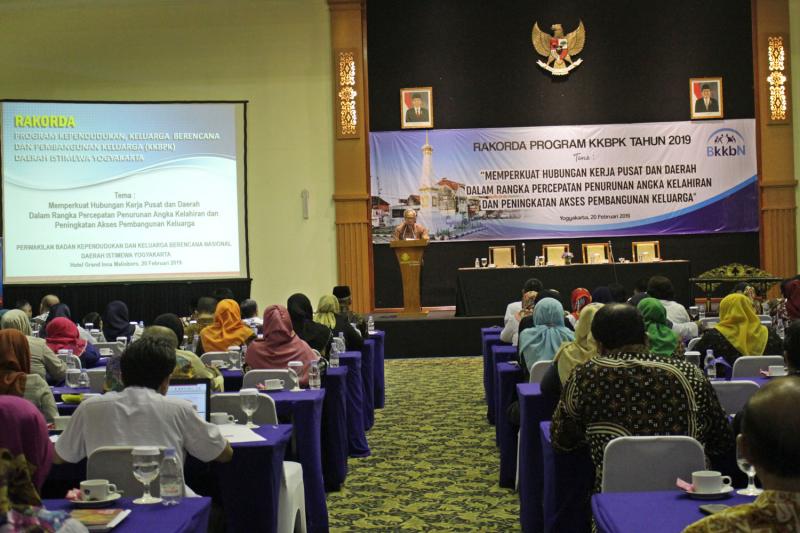 RAKORDA
PROGRAM KEPENDUDUKAN, KELUARGA BERENCANA
DAN PEMBANGUNAN KELUARGA (KKBPK)
DAERAH ISTIMEWA YOGYAKARTA
Tema :
Memperkuat Hubungan Kerja Pusat dan Daerah
Dalam Rangka Percepatan Penurunan Angka Kelahiran dan
Peningkatan Akses Pembangunan Keluarga
PERWAKILAN BADAN KEPENDUDUKAN DAN KELUARGA BERENCANA NASIONAL
DAERAH ISTIMEWA YOGYAKARTA
Hotel Grand Inna Malioboro, 20 Februari 2019
RAKORDA PROGRAM KKBPK TAHUN 2019
Tema :
"MEMPERKUAT HUBUNGAN KERJA PUSAT DAN DAERAH
DALAM RANGKA PERCEPATAN PENURUNAN ANGKA KELAHIRAN
DAN PENINGKATAN AKSES PEMBANGUNAN KELUARGA"
Yogyakarta, 20 Februari 2019
BkkbN